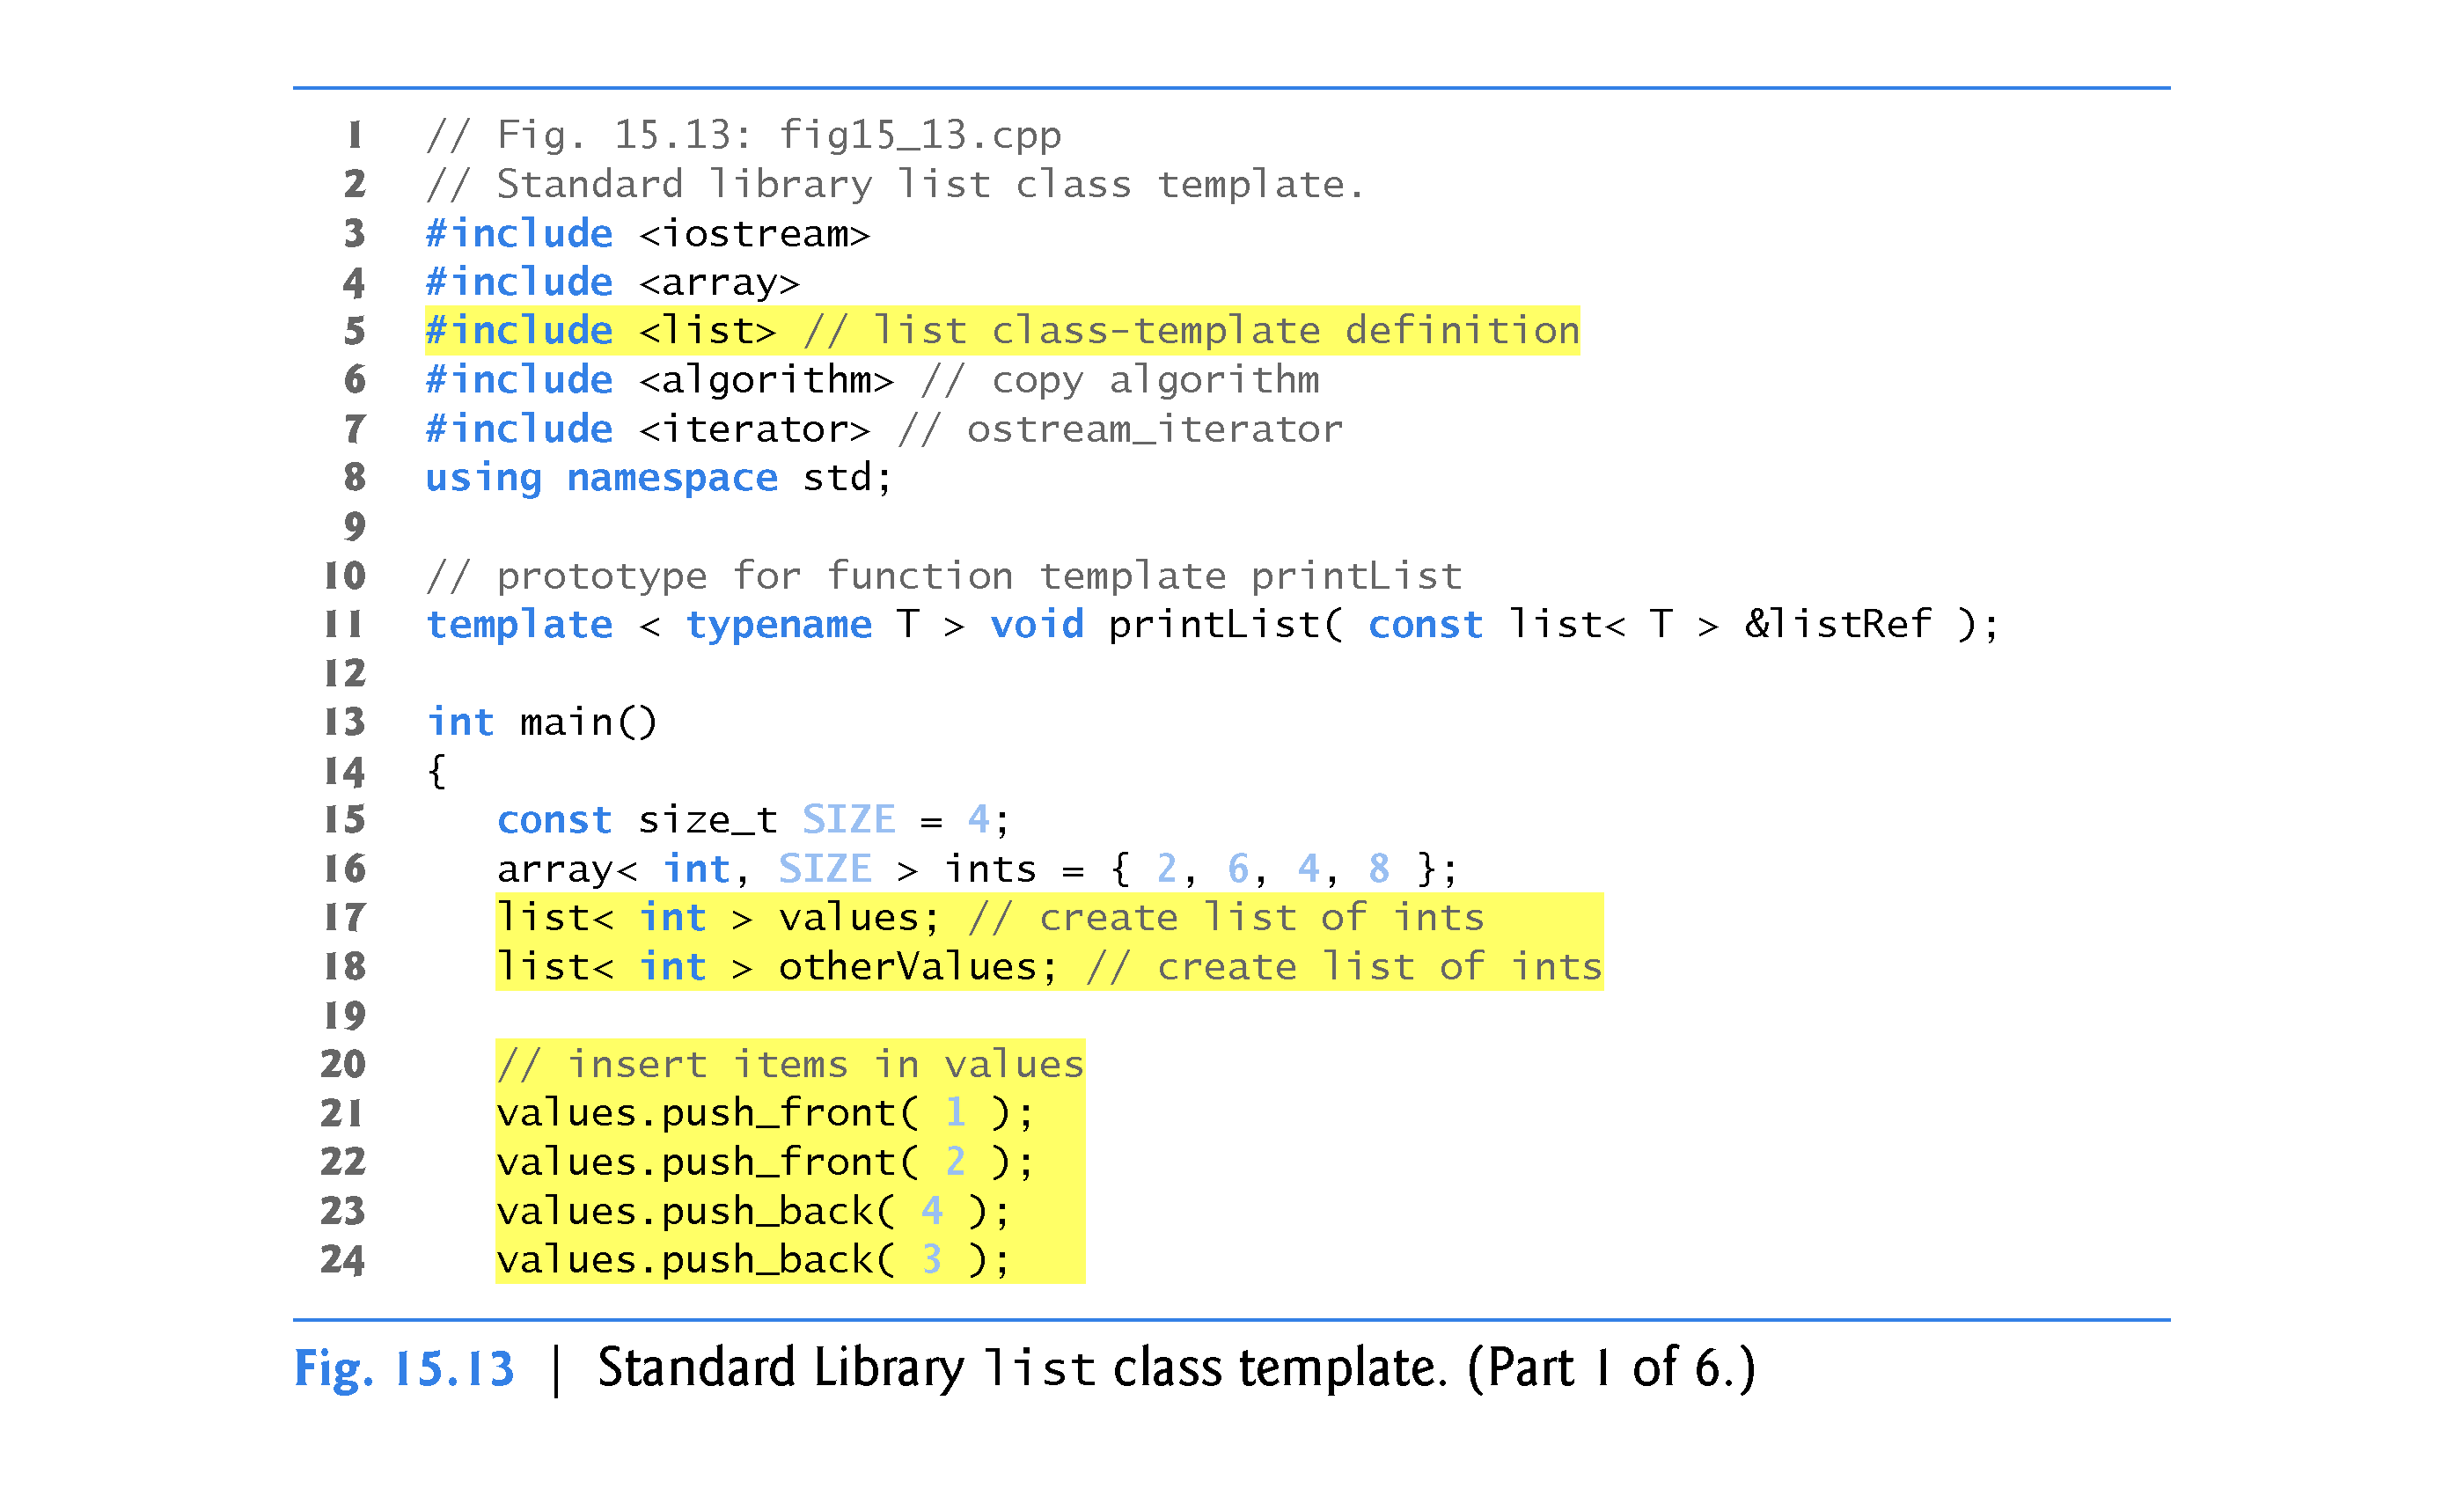 1 // Fig. 15.13: fig15_13.cpp
2 // Standard library list class template.
3 #include <iostream>
4 #include <array>
5 #include <list> // list class-template definition
6 #include <algorithm> // copy algorithm
7 #include <iterator> // ostream_iterator
8 using namespace std;
9
10 // prototype for function template printList
11 template < typename T > void printList( const list< T > &listRef );
12
13 int main()
14 {
15    const size_t SIZE = 4;
16    array< int, SIZE > ints = { 2, 6, 4, 8 };
17    list< int > values; // create list of ints
18    list< int > otherValues; // create list of ints
19
20    // insert items in values
21    values.push_front( 1 );
22    values.push_front( 2 );
23    values.push_back( 4 );
24    values.push_back( 3 );
Fig. 15.13 | Standard Library list class template. (Part 1 of 6.)